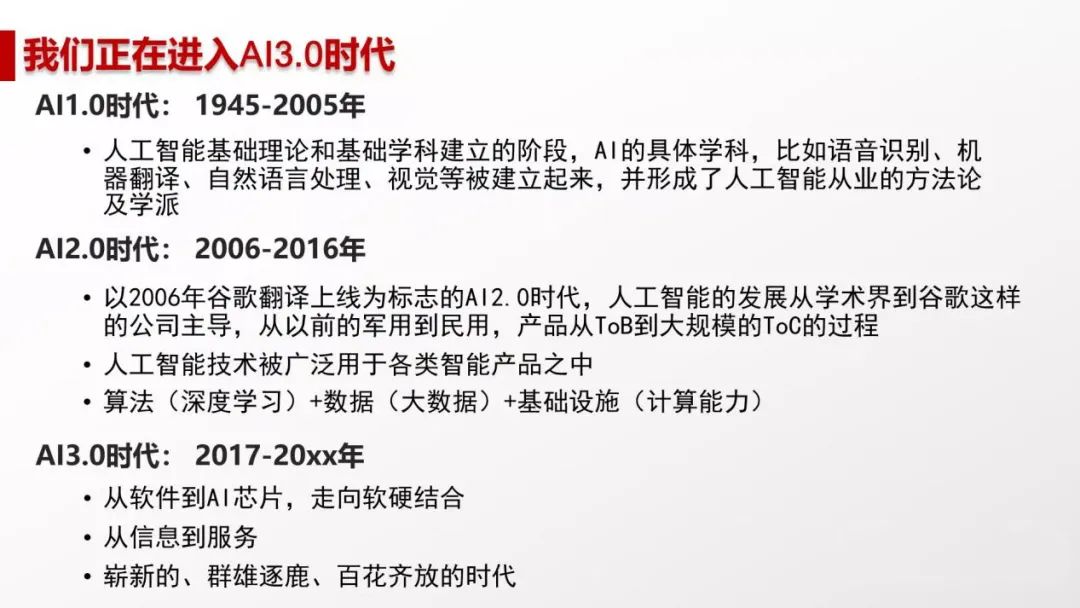 我们正在进入AI3.0时代
AI1.0时代： 1945-2005年
• 人工智能基础理论和基础学科建立的阶段，AI的具体学科，比如语音识别、机
器翻译、自然语言处理、视觉等被建立起来，并形成了人工智能从业的方法论
及学派
AI2.0时代： 2006-2016年
• 以2006年谷歌翻译上线为标志的AI2.0时代，人工智能的发展从学术界到谷歌这样
的公司主导，从以前的军用到民用，产品从ToB到大规模的ToC的过程
• 人工智能技术被广泛用于各类智能产品之中
• 算法（深度学习）+数据（大数据）+基础设施（计算能力）
AI3.0时代： 2017-20xx年
• 从软件到AI芯片，走向软硬结合
• 从信息到服务
• 崭新的、群雄逐鹿、百花齐放的时代